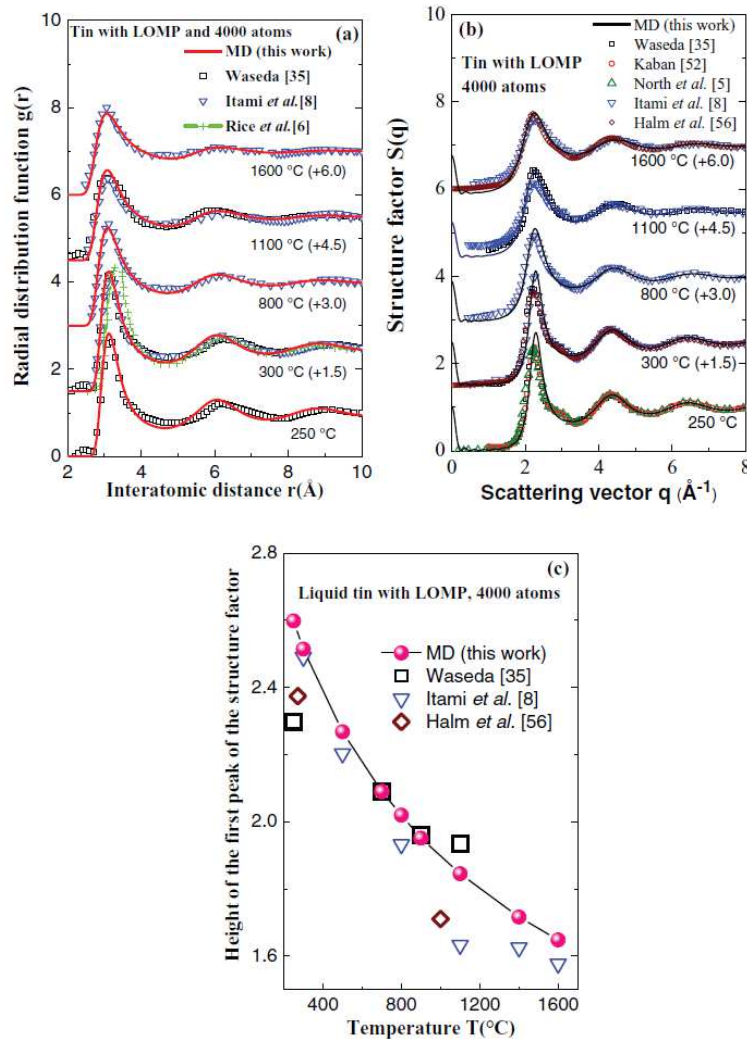 Tin with LOMP and 4000 atoms
(a)
MD (this work)
Waseda [35]
Itami et al.[8]
Rice et al.[6]
1600 °C (+6.0)
1100 °C (+4.5)
800 °C (+3.0)
300 °C (+1.5)
250 °C
10
8
6
4
2
0
2
4
6
8
10
Radial distribution function g(r)
Interatomic distance r(Å)
(b)
MD (this work)
Waseda [35]
Kaban [52]
North et al. [5]
Itami et al. [8]
Halm et al. [56]
Tin with LOMP
4000 atoms
1600 °C (+6.0)
1100 °C (+4.5)
800 °C (+3.0)
300 °C (+1.5)
250 °C
10
8
6
4
2
0
0
2
4
6
8
Structure factor S(q)
Scattering vector q (Å-1)
(c)
Liquid tin with LOMP, 4000 atoms
MD (this work)
Waseda [35]
Itami et al. [8]
Halm et al. [56]
2.8
2.4
2.0
1.6
400
800
1200
1600
Height of the first peak of the structure factor
Temperature T(°C)